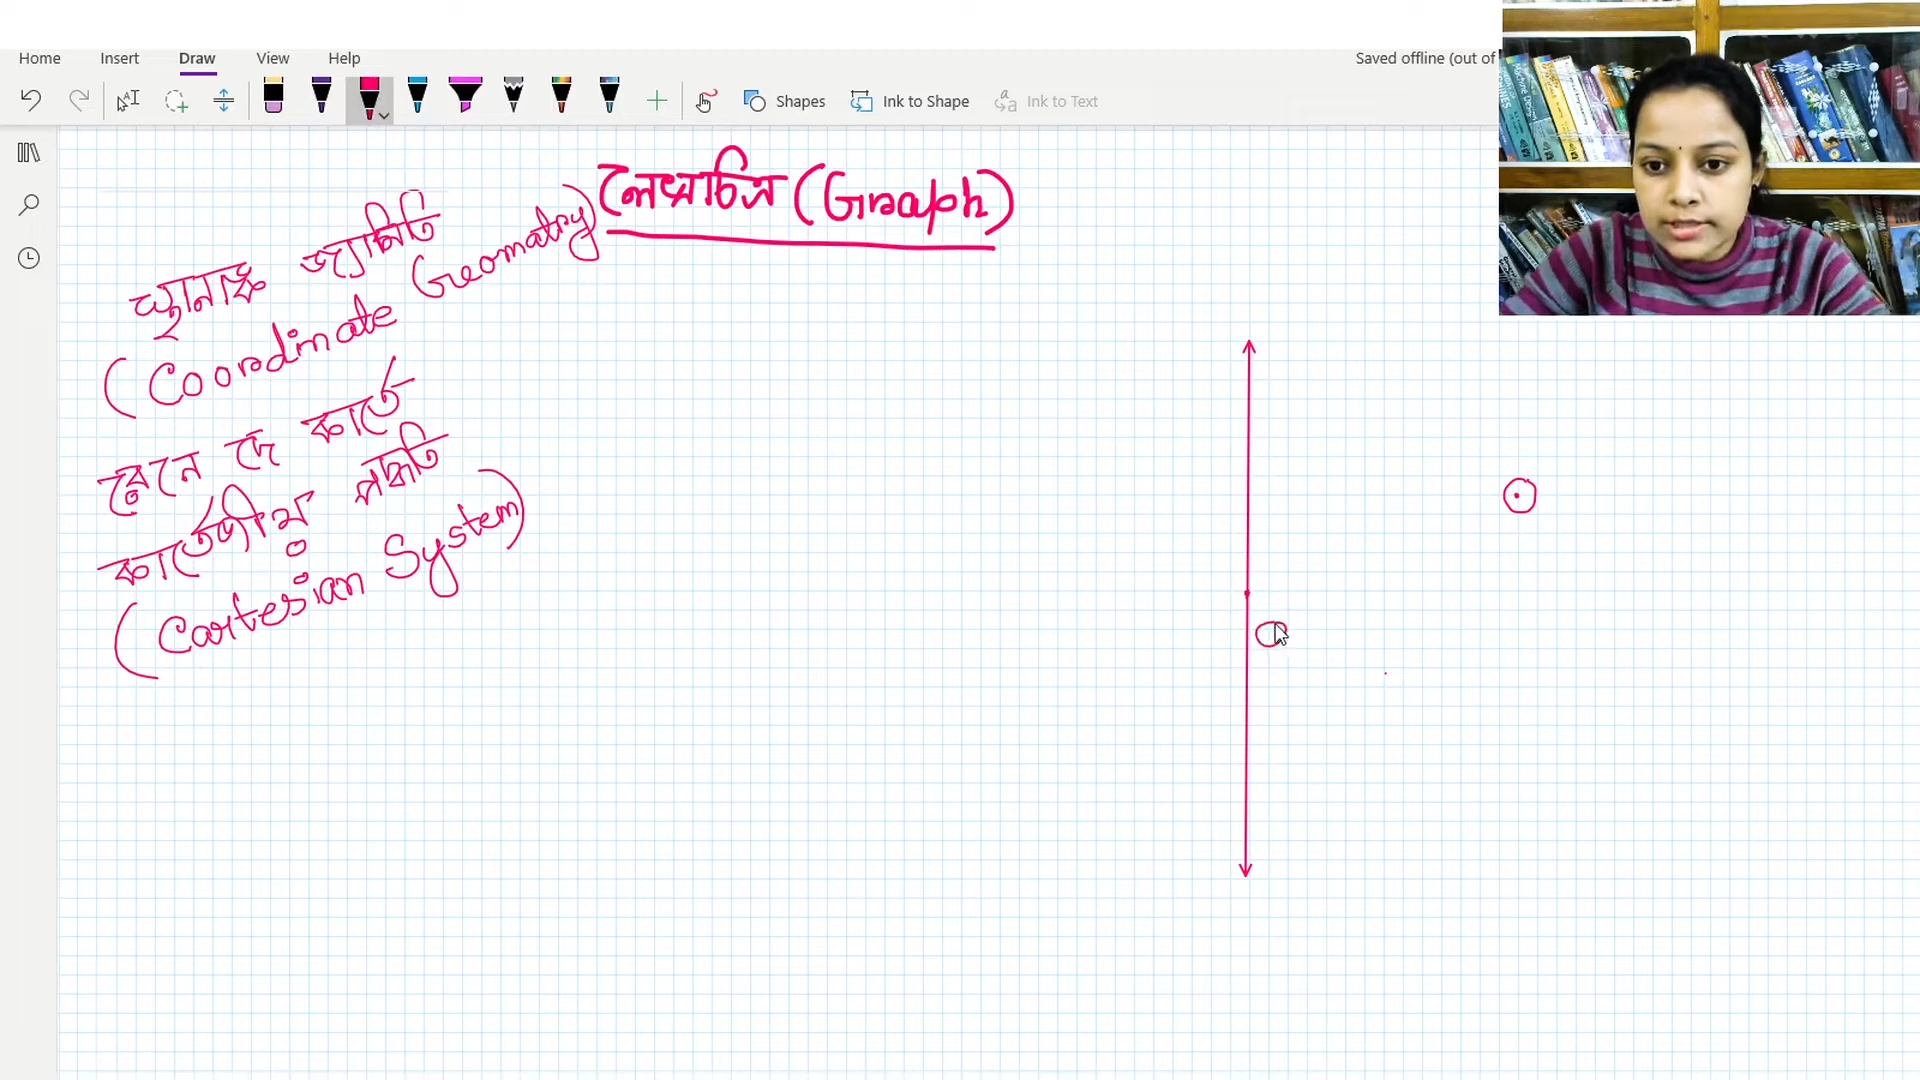 Home Insert Draw View Help
Saved offline (out of
Shapes Ink to Shape Ink to Text
লেখচিত্র (Graph)
স্থানাঙ্ক জ্যামিতি
(Coordinate Geomatry)
রেনে দে কার্তে
কার্তেজীয় পদ্ধতি
(Cartesian System)
O